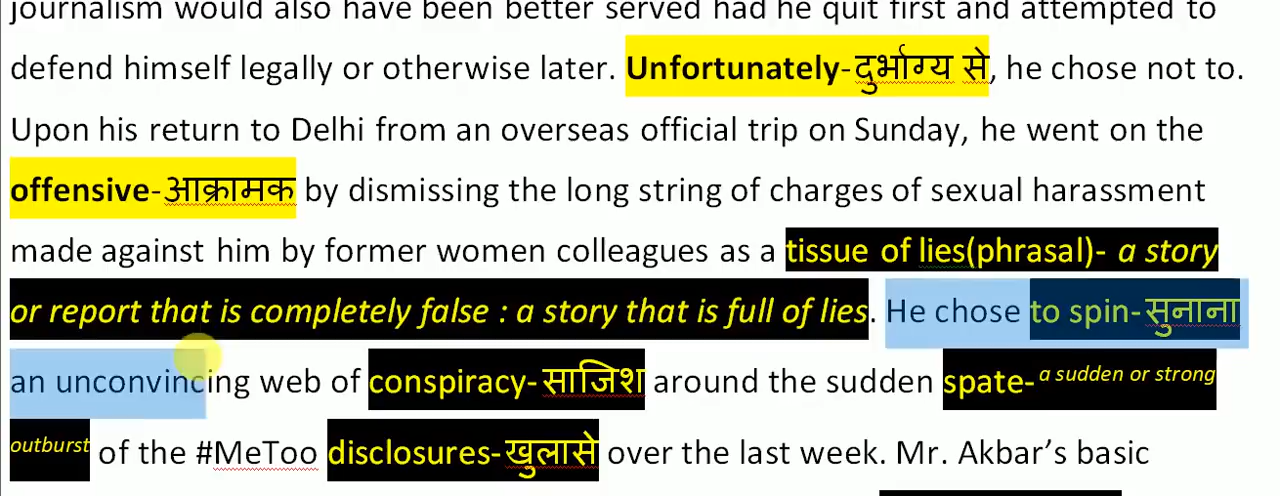 journalism would also have been better served had he quit first and attempted to
defend himself legally or otherwise later. Unfortunately-दुर्भाग्य से, he chose not to.
Upon his return to Delhi from an overseas official trip on Sunday, he went on the
offensive-आक्रामक by dismissing the long string of charges of sexual harassment
made against him by former women colleagues as a tissue of lies(phrasal)- a story
or report that is completely false : a story that is full of lies. He chose to spin-सुनाना
an unconvincing web of conspiracy-साजिश around the sudden spate-a sudden or strong
outburst of the #MeToo disclosures-खुलासे over the last week. Mr. Akbar’s basic